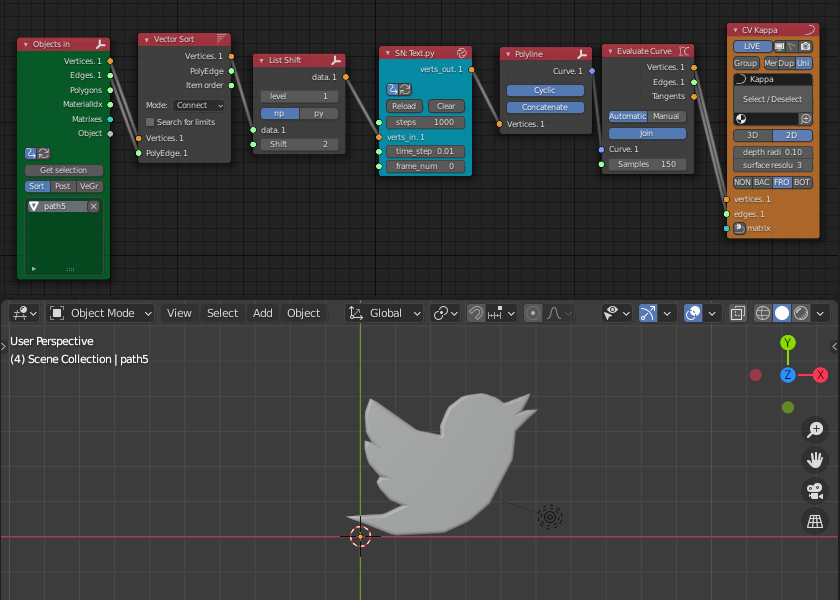 Objects in
Vertices. 1
Edges. 1
Polygons
MaterialIdx
Matrixes
Object
Get selection
Sort Post VeGr
path5
Vector Sort
Vertices. 1
PolyEdge
Item order
Mode: Connect
Search for limits
Vertices. 1
PolyEdge. 1
List Shift
data. 1
level 1
np py
data. 1
Shift 2
SN: Text.py
verts_out. 1
Reload Clear
steps 1000
verts_in. 1
time_step 0.01
frame_num 0
Polyline
Curve. 1
Cyclic
Concatenate
Vertices. 1
Evaluate Curve
Vertices. 1
Edges. 1
Tangents
Automatic Manual
Join
Curve. 1
Samples 150
CV Kappa
LIVE
Group Mer Dup Uni
Kappa
Select / Deselect
3D 2D
depth radi 0.10
surface resolu 3
NON BAC FRO BOT
vertices. 1
edges. 1
matrix
Object Mode View Select Add Object Global
User Perspective
(4) Scene Collection | path5
Y
Z X